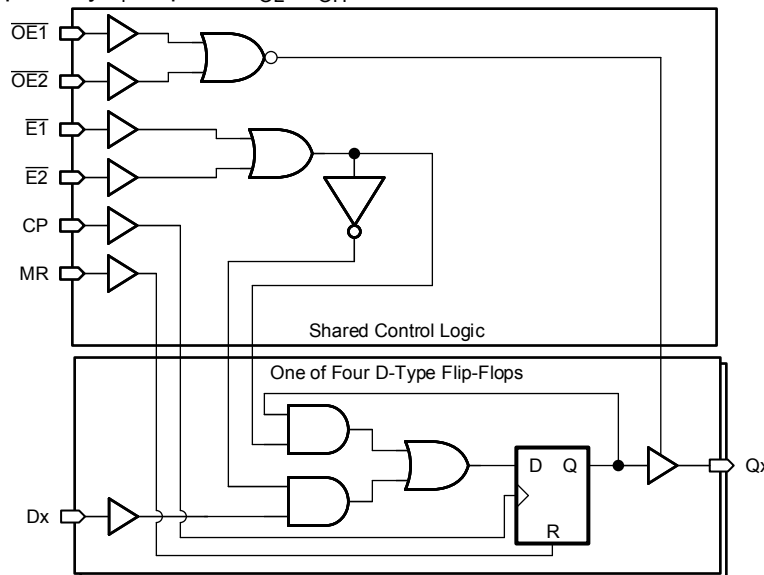 OE1
OE2
E1
E2
CP
MR
Shared Control Logic
One of Four D-Type Flip-Flops
D Q
R
Dx
Qx